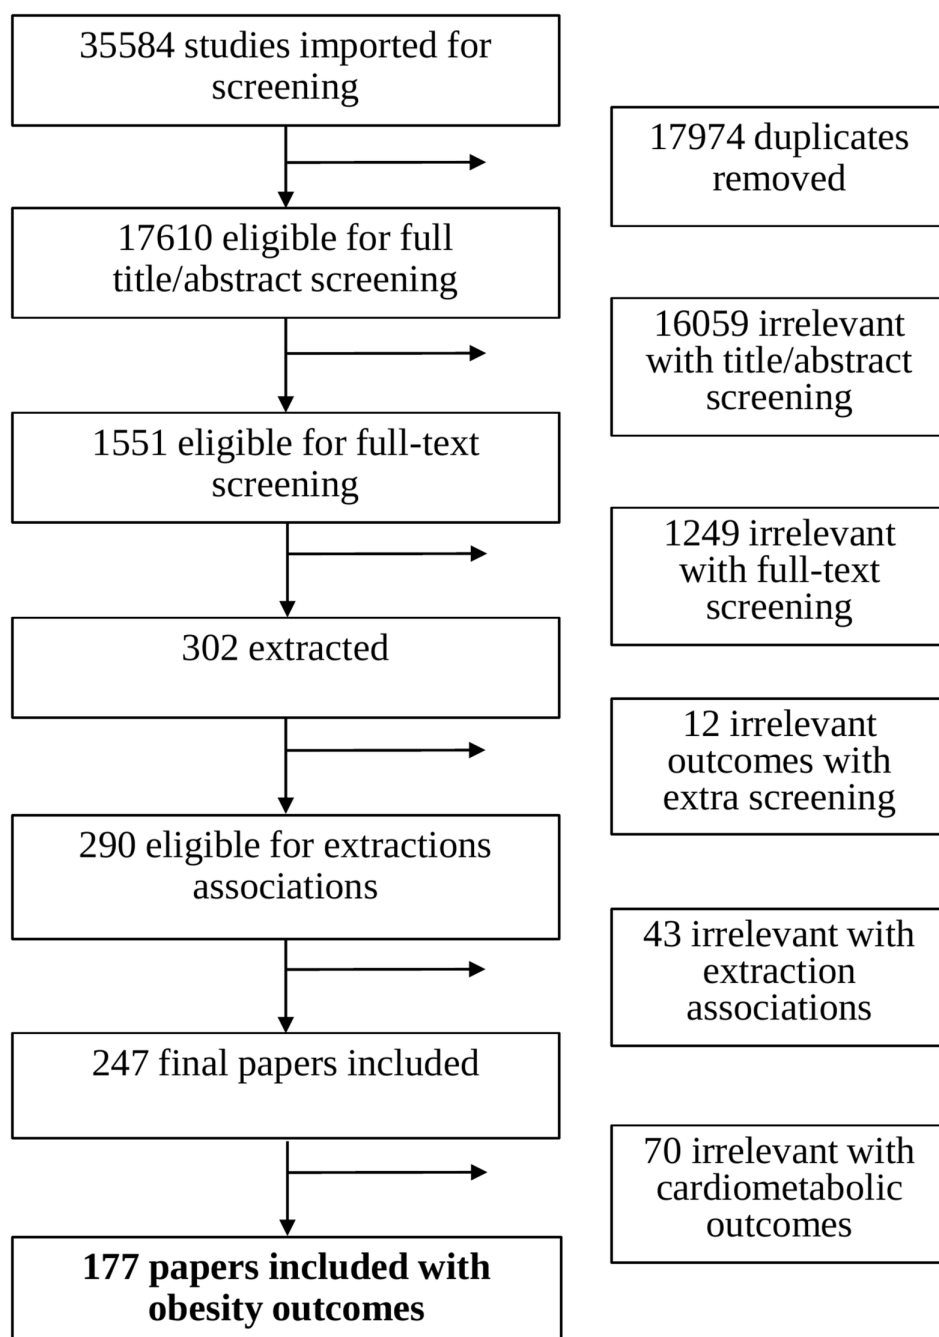 35584 studies imported for
screening
17974 duplicates
removed
17610 eligible for full
title/abstract screening
16059 irrelevant
with title/abstract
screening
1551 eligible for full-text
screening
1249 irrelevant
with full-text
screening
302 extracted
12 irrelevant
outcomes with
extra screening
290 eligible for extractions
associations
43 irrelevant with
extraction
associations
247 final papers included
70 irrelevant with
cardiometabolic
outcomes
177 papers included with
obesity outcomes